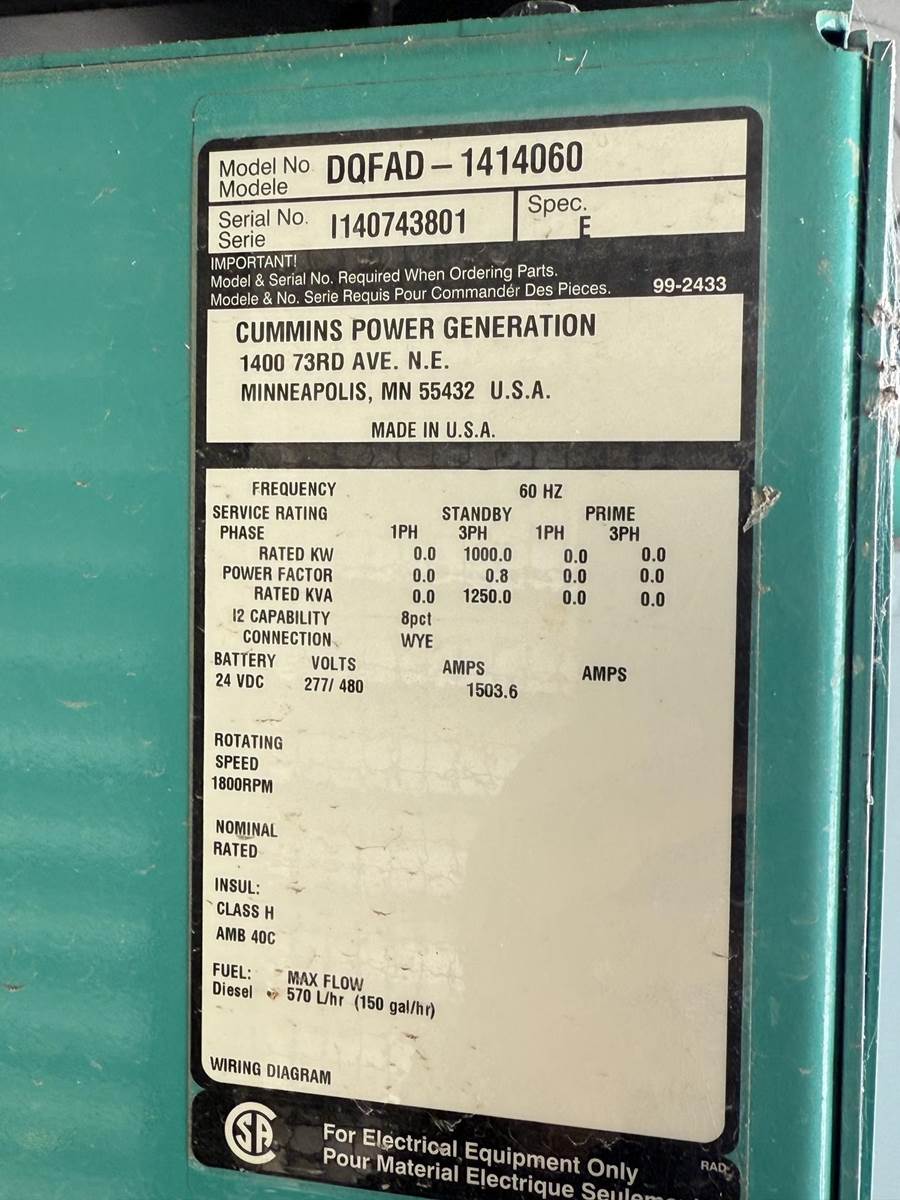 Model No DQFAD – 1414060
Modele
Serial No. I140743801 Spec. E
Serie
IMPORTANT!
Model & Serial No. Required When Ordering Parts.
Modele & No. Serie Requis Pour Commandér Des Pieces. 99-2433
CUMMINS POWER GENERATION
1400 73RD AVE. N.E.
MINNEAPOLIS, MN 55432 U.S.A.
MADE IN U.S.A.
FREQUENCY 60 HZ
SERVICE RATING STANDBY PRIME
PHASE 1PH 3PH 1PH 3PH
RATED KW 0.0 1000.0 0.0 0.0
POWER FACTOR 0.0 0.8 0.0 0.0
RATED KVA 0.0 1250.0 0.0 0.0
I2 CAPABILITY 8pct
CONNECTION WYE
BATTERY VOLTS AMPS AMPS
24 VDC 277/ 480 1503.6
ROTATING
SPEED
1800RPM
NOMINAL
RATED
INSUL:
CLASS H
AMB 40C
FUEL: MAX FLOW
Diesel 570 L/hr (150 gal/hr)
WIRING DIAGRAM
CSA
For Electrical Equipment Only RAD-
Pour Material Electrique